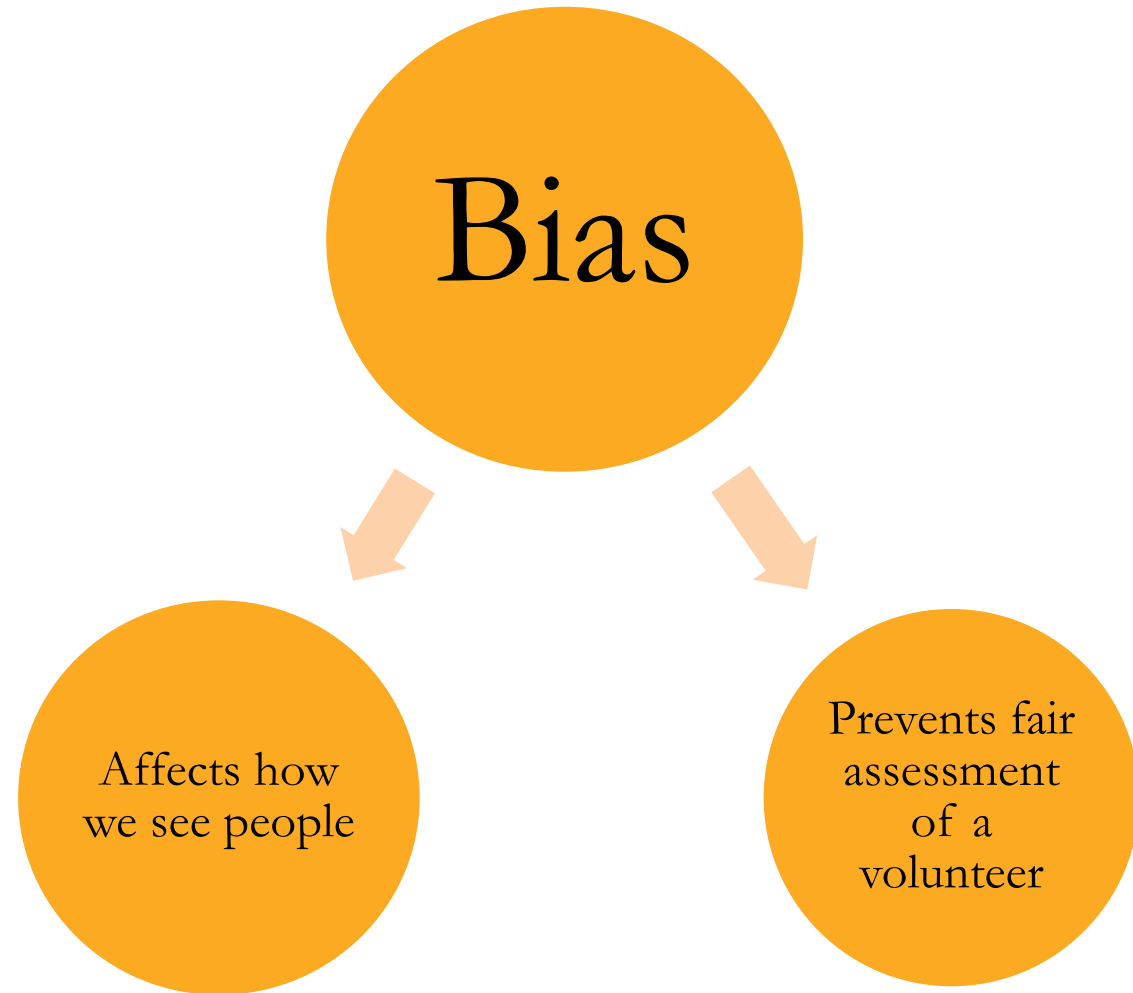 Bias
Affects how
we see people
Prevents fair
assessment
of a
volunteer